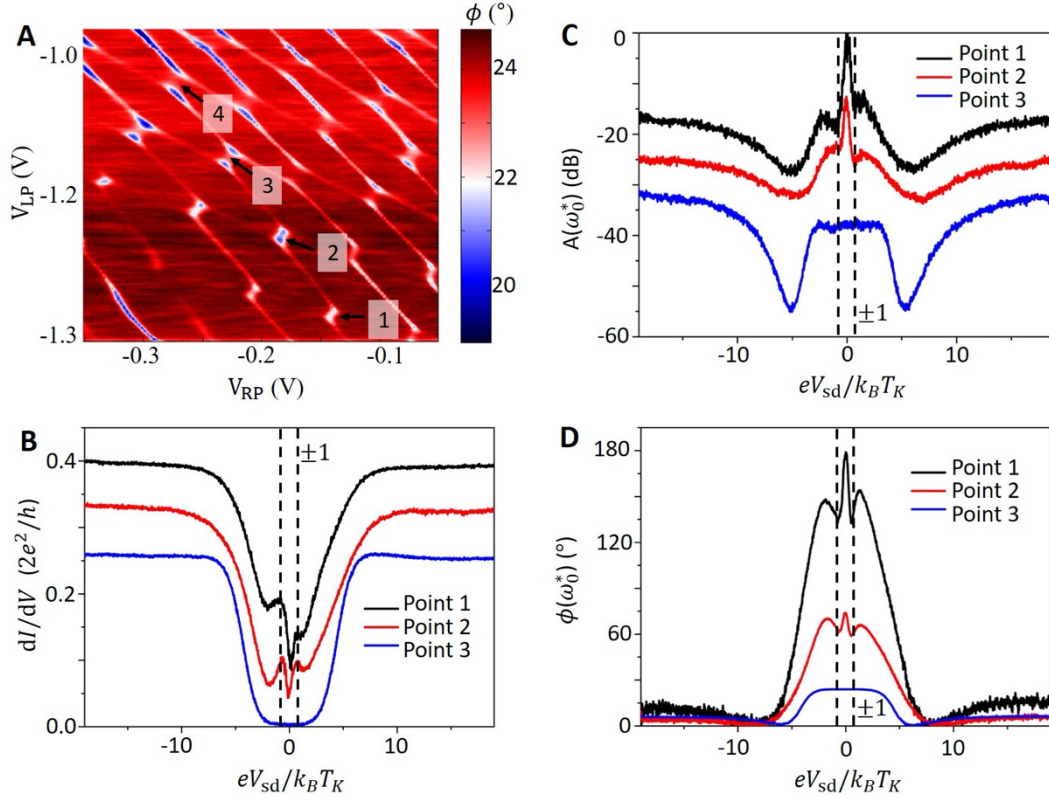 A
ϕ (°)
-1.0
-1.1
-1.2
-1.3
V_LP (V)
-0.3
-0.2
-0.1
V_RP (V)
4
3
2
1
24
22
20
C
0
-20
-40
-60
A(ω₀*) (dB)
Point 1
Point 2
Point 3
±1
-10
0
10
eV_sd/k_BT_K
B
0.4
0.2
0.0
dI/dV (2e²/h)
±1
Point 1
Point 2
Point 3
-10
0
10
eV_sd/k_BT_K
D
180
120
60
0
ϕ(ω₀*) (°)
Point 1
Point 2
Point 3
±1
-10
0
10
eV_sd/k_BT_K